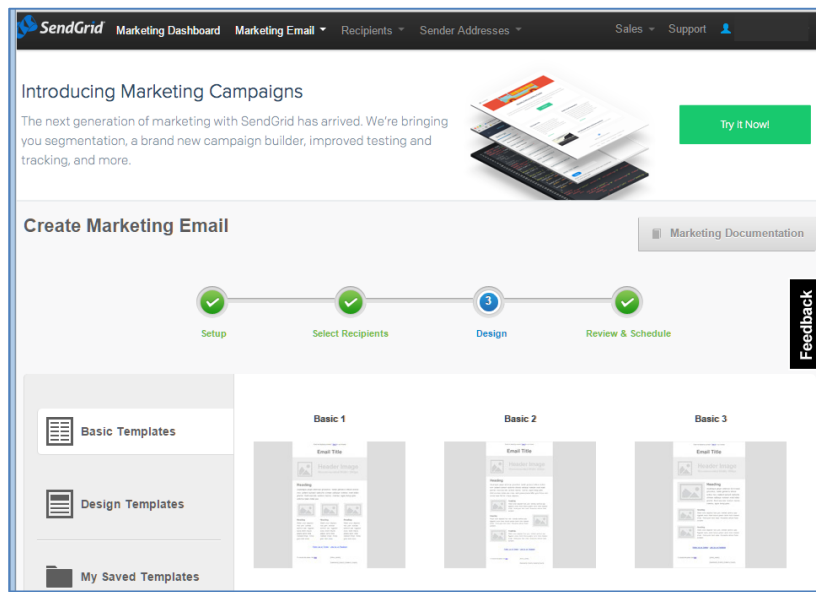 SendGrid Marketing Dashboard Marketing Email Recipients Sender Addresses Sales Support
Introducing Marketing Campaigns
The next generation of marketing with SendGrid has arrived. We're bringing
you segmentation, a brand new campaign builder, improved testing and
tracking, and more.
Try It Now!
Create Marketing Email
Marketing Documentation
3
Setup Select Recipients Design Review & Schedule
Feedback
Basic Templates
Design Templates
My Saved Templates
Basic 1 Basic 2 Basic 3
Email Title Email Title Email Title
Header Image Header Image Header Image
Heading Heading Heading